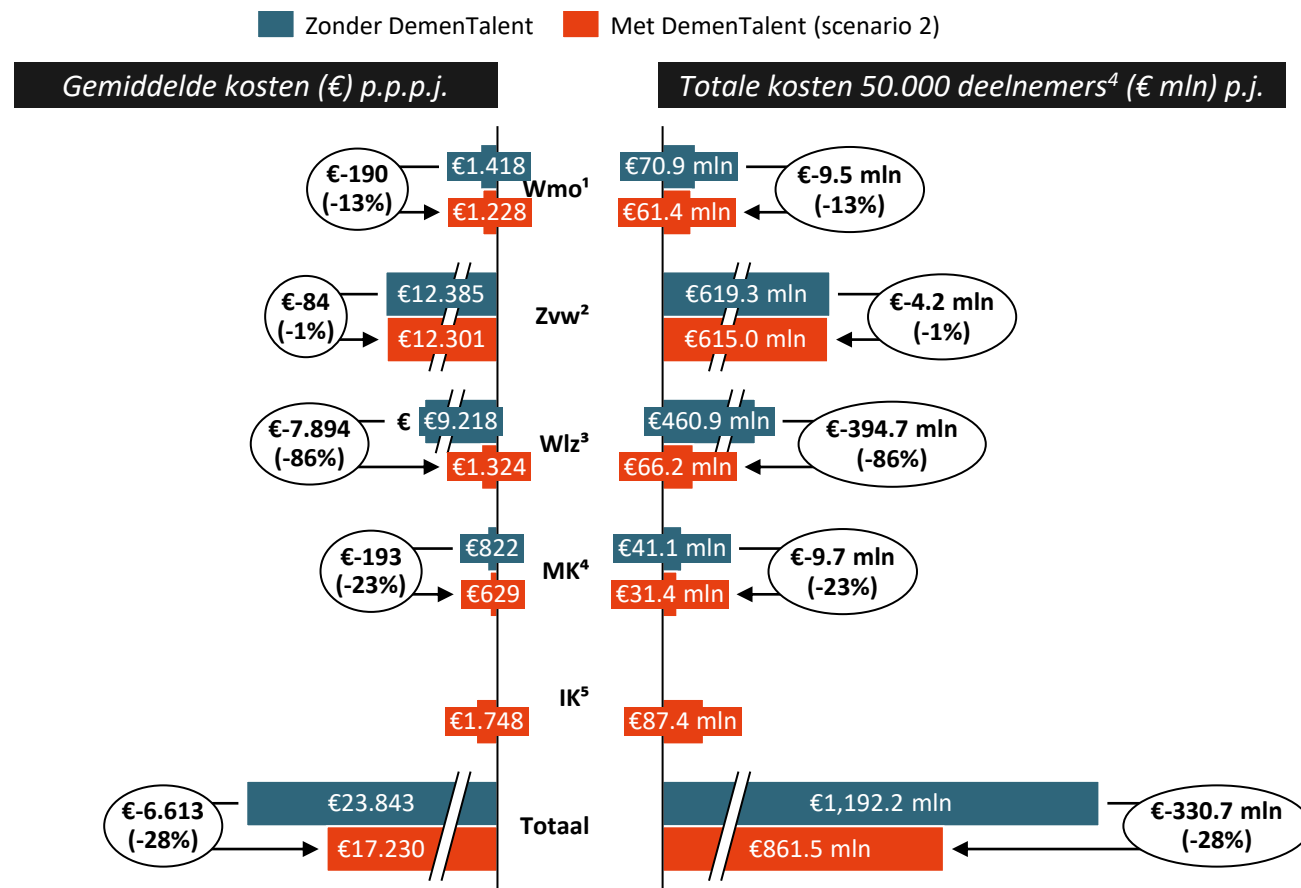 Zonder DemenTalent
Met DemenTalent (scenario 2)
Gemiddelde kosten (€) p.p.p.j.
Totale kosten 50.000 deelnemers⁴ (€ mln) p.j.
€-190
(-13%)
€1.418
€1.228
Wmo¹
€70.9 mln
€61.4 mln
€-9.5 mln
(-13%)
€-84
(-1%)
€12.385
€12.301
Zvw²
€619.3 mln
€615.0 mln
€-4.2 mln
(-1%)
€-7.894
(-86%)
€ €9.218
€1.324
Wlz³
€460.9 mln
€66.2 mln
€-394.7 mln
(-86%)
€-193
(-23%)
€822
€629
MK⁴
€41.1 mln
€31.4 mln
€-9.7 mln
(-23%)
IK⁵
€1.748
€87.4 mln
€-6.613
(-28%)
€23.843
€17.230
Totaal
€1,192.2 mln
€861.5 mln
€-330.7 mln
(-28%)